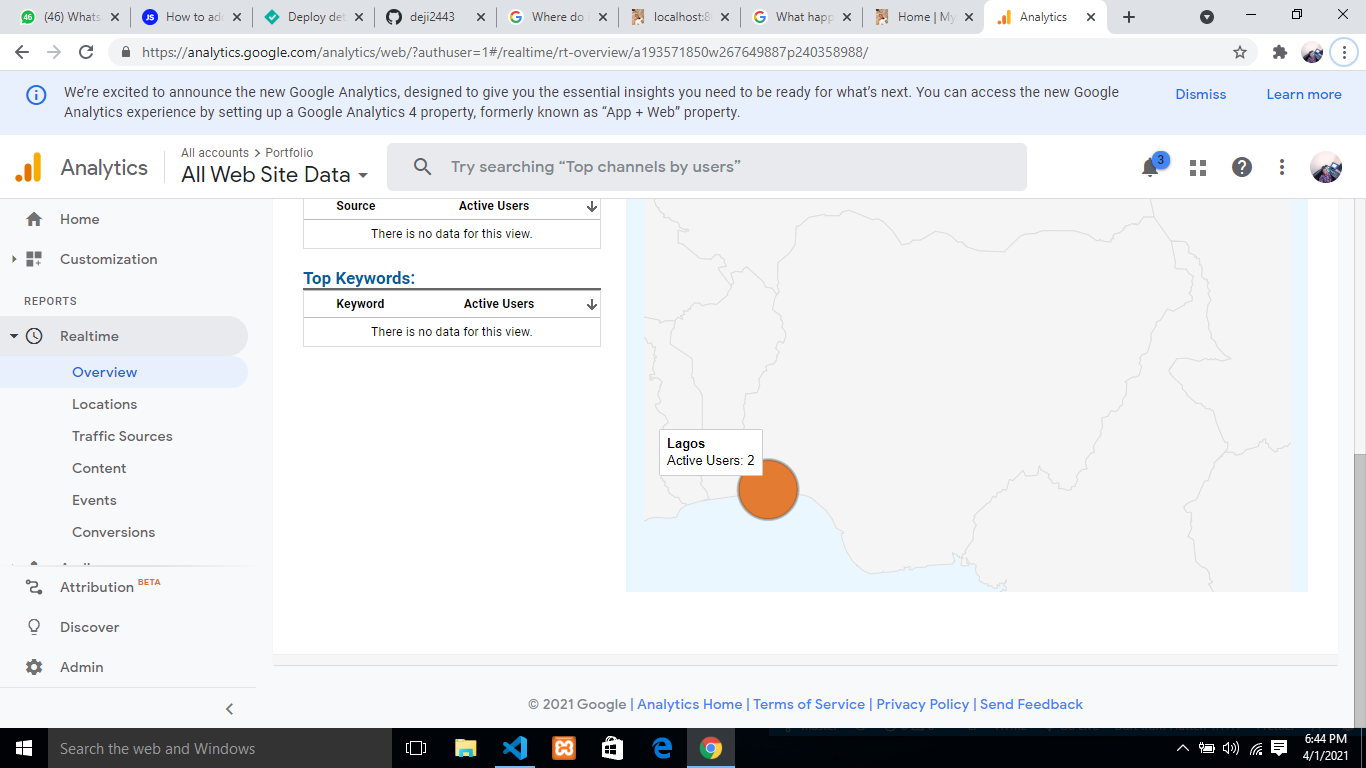 (46) Whats
How to ad
Deploy det
deji2443
Where do
localhost:8
What happ
Home | My
Analytics
https://analytics.google.com/analytics/web/?authuser=1#/realtime/rt-overview/a193571850w267649887p240358988/
We’re excited to announce the new Google Analytics, designed to give you the essential insights you need to be ready for what’s next. You can access the new Google
Analytics experience by setting up a Google Analytics 4 property, formerly known as “App + Web” property.
Dismiss
Learn more
Analytics
All accounts > Portfolio
All Web Site Data
Try searching “Top channels by users”
3
Home
Customization
REPORTS
Realtime
Overview
Locations
Traffic Sources
Content
Events
Conversions
Attribution BETA
Discover
Admin
Source Active Users
There is no data for this view.
Top Keywords:
Keyword Active Users
There is no data for this view.
Lagos
Active Users: 2
© 2021 Google | Analytics Home | Terms of Service | Privacy Policy | Send Feedback
Search the web and Windows
6:44 PM
4/1/2021